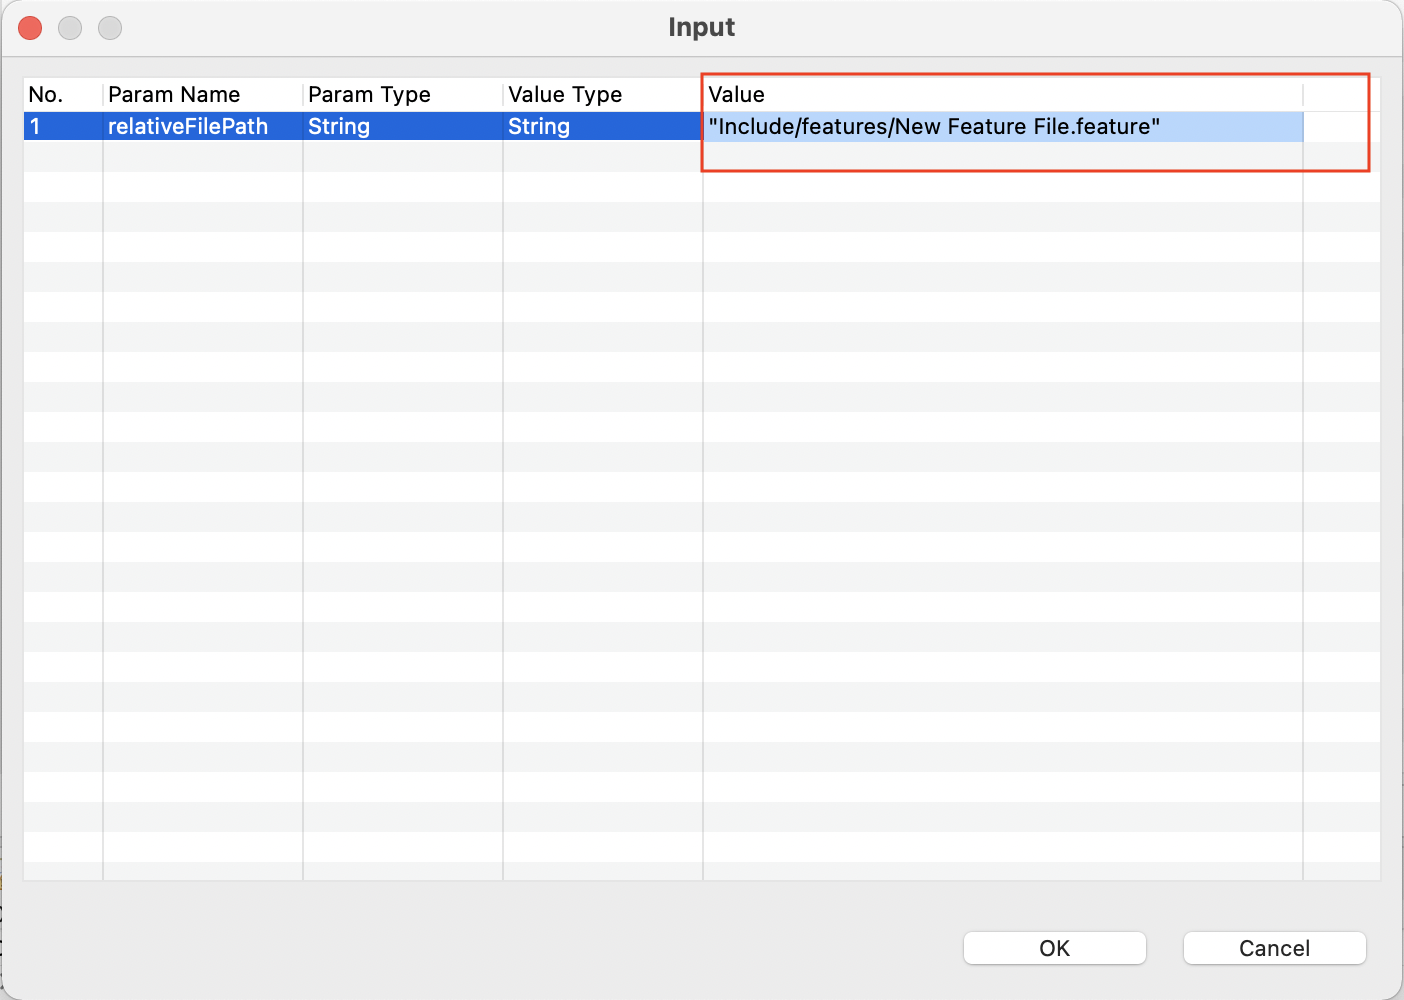 Input
No. Param Name Param Type Value Type Value
1 relativeFilePath String String "Include/features/New Feature File.feature"
OK Cancel